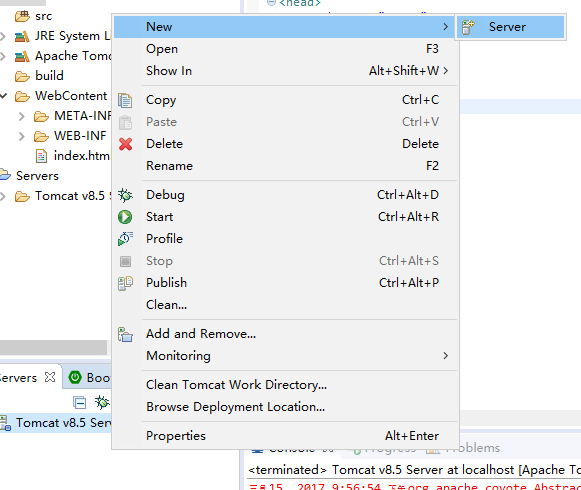 <head>
src
JRE System L
Apache Tomc
build
WebContent
META-INF
WEB-INF
index.htm
Servers
Tomcat v8.5 S
New
Server
Open F3
Show In Alt+Shift+W
Copy Ctrl+C
Paste Ctrl+V
Delete Delete
Rename F2
Debug Ctrl+Alt+D
Start Ctrl+Alt+R
Profile
Stop Ctrl+Alt+S
Publish Ctrl+Alt+P
Clean...
Add and Remove...
Monitoring
Clean Tomcat Work Directory...
Browse Deployment Location...
Properties Alt+Enter
ervers
Boo
Tomcat v8.5 Serv
Console
Progress
Problems
<terminated> Tomcat v8.5 Server at localhost [Apache To
15, 2017 9:56:54 下午 org.apache.coyote.Abstrac